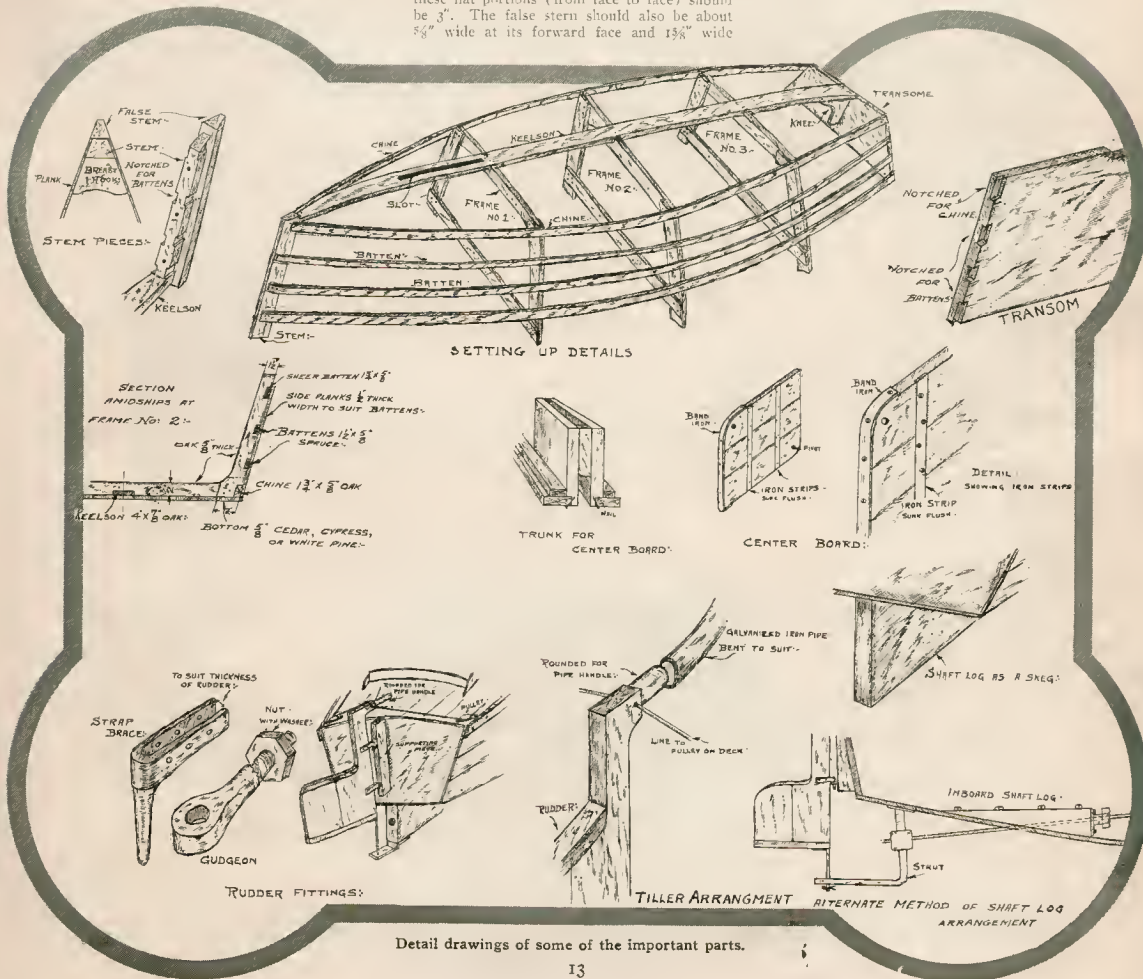 these flat portions (from face to face) should
be 3". The false stern should also be about
⅝" wide at its forward face and 1⅝" wide
FALSE
STEM
STEM
NOTCHED
FOR
BATTENS
PLANK
BREAST
HOOK
STEM PIECES:-
KEELSON
CHINE
KEELSON
TRANSOME
KNEE
FRAME
NO. 3
FRAME
NO. 2
SLOT
FRAME
NO 1
CHINE
BATTEN
BATTEN
STEM:-
SETTING UP DETAILS
NOTCHED
FOR
CHINE
NOTCHED
FOR
BATTENS
TRANSOM
SECTION
AMIDSHIPS AT
FRAME NO: 2:-
SHEER BATTEN 1¾ X ⅝"
SIDE PLANKS ½" THICK
WIDTH TO SUIT BATTENS:-
OAK ⅝" THICK
BATTENS 1½" X ⅝"
SPRUCE:-
CHINE 1¾ X ⅝ OAK
KEELSON 4" X ⅞" OAK:-
BOTTOM ⅝" CEDAR, CYPRESS,
OR WHITE PINE:-
TRUNK FOR
CENTER BOARD:-
BAND
IRON
PIVOT
IRON STRIPS-
SUNK FLUSH.
CENTER BOARD:-
BAND
IRON
DETAIL
SHOWING IRON STRIPS
IRON STRIP
SUNK FLUSH.
TO SUIT THICKNESS
OF RUDDER:-
STRAP
BRACE:
NUT
WITH WASHER:
GUDGEON
ROUNDED FOR
PIPE HANDLE
PULLEY
SUPPORTING
RUDDER FITTINGS:-
ROUNDED FOR
PIPE HANDLE:-
GALVANIZED IRON PIPE
BENT TO SUIT:-
LINE TO
PULLEY ON DECK
RUDDER:
TILLER ARRANGMENT
SHAFT LOG AS A SKEG:
INBOARD SHAFT LOG
STRUT
ALTERNATE METHOD OF SHAFT LOG
ARRANGEMENT
Detail drawings of some of the important parts.
13